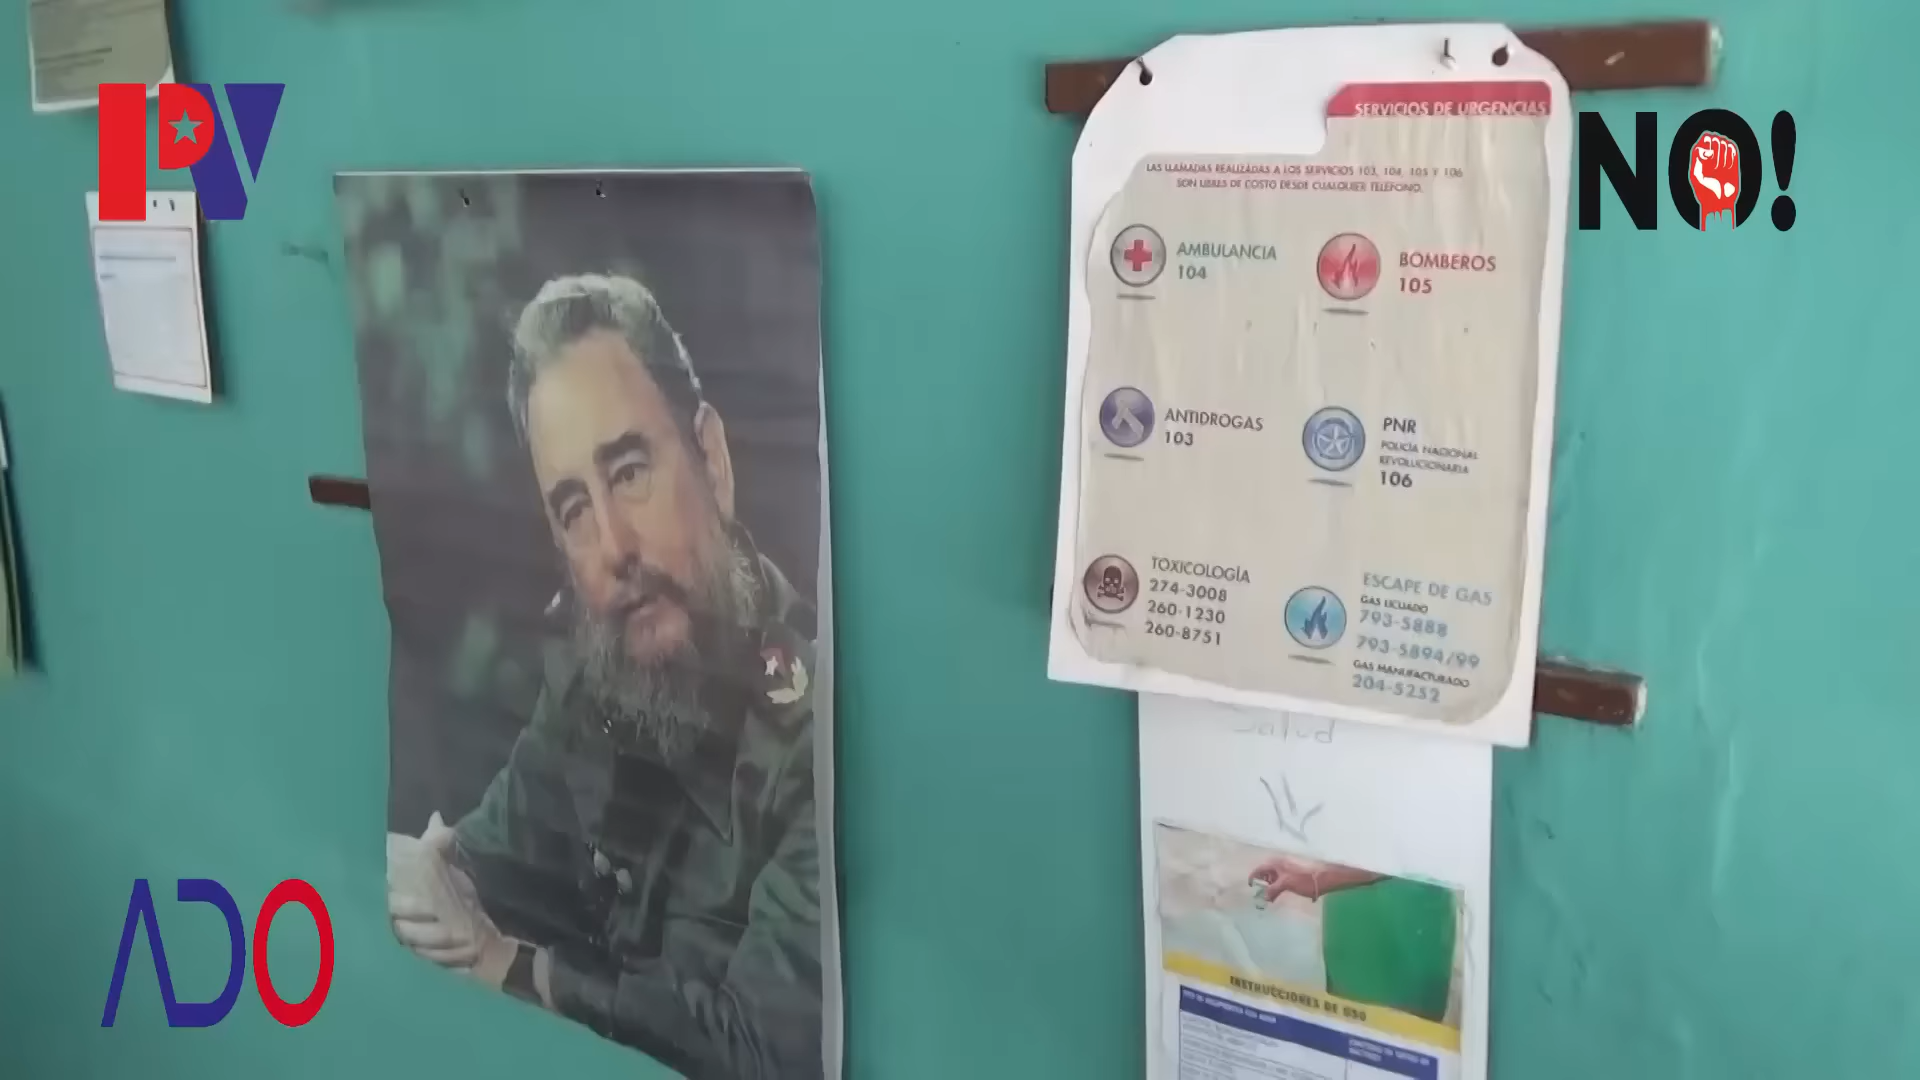 PV
NO!
SERVICIOS DE URGENCIAS
LAS LLAMADAS REALIZADAS A LOS SERVICIOS 103, 104, 105 Y 106
SON LIBRES DE COSTO DESDE CUALQUIER TELÉFONO.
AMBULANCIA
104
BOMBEROS
105
ANTIDROGAS
103
PNR
POLICÍA NACIONAL
REVOLUCIONARIA
106
TOXICOLOGÍA
274-3008
260-1230
260-8751
ESCAPE DE GAS
GAS LICUADO
793-5888
793-5894/99
GAS MANUFACTURADO
204-5252
Salud
INSTRUCCIONES DE USO
ADO